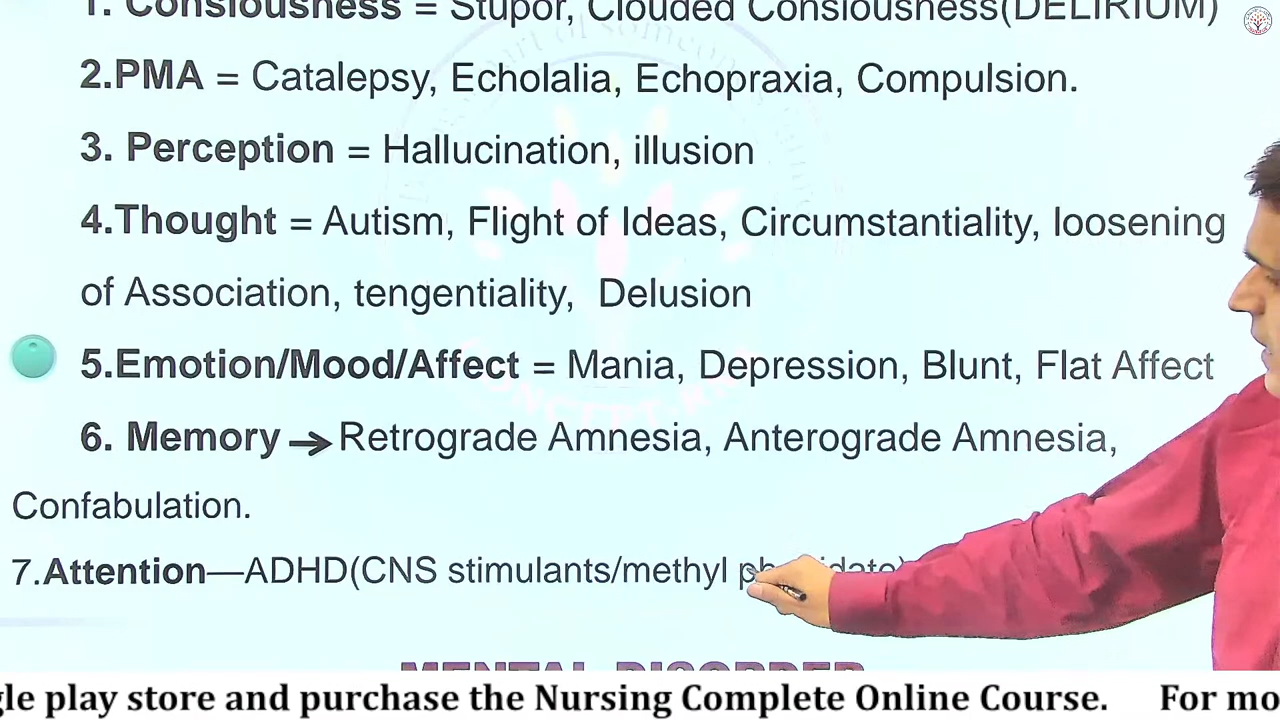 1. Consiousness = Stupor, Clouded Consiousness(DELIRIUM)
2.PMA = Catalepsy, Echolalia, Echopraxia, Compulsion.
3. Perception = Hallucination, illusion
4.Thought = Autism, Flight of Ideas, Circumstantiality, loosening
of Association, tengentiality, Delusion
5.Emotion/Mood/Affect = Mania, Depression, Blunt, Flat Affect
6. Memory → Retrograde Amnesia, Anterograde Amnesia,
Confabulation.
7.Attention—ADHD(CNS stimulants/methyl
MENTAL DISORDER
play store and purchase the Nursing Complete Online Course. For